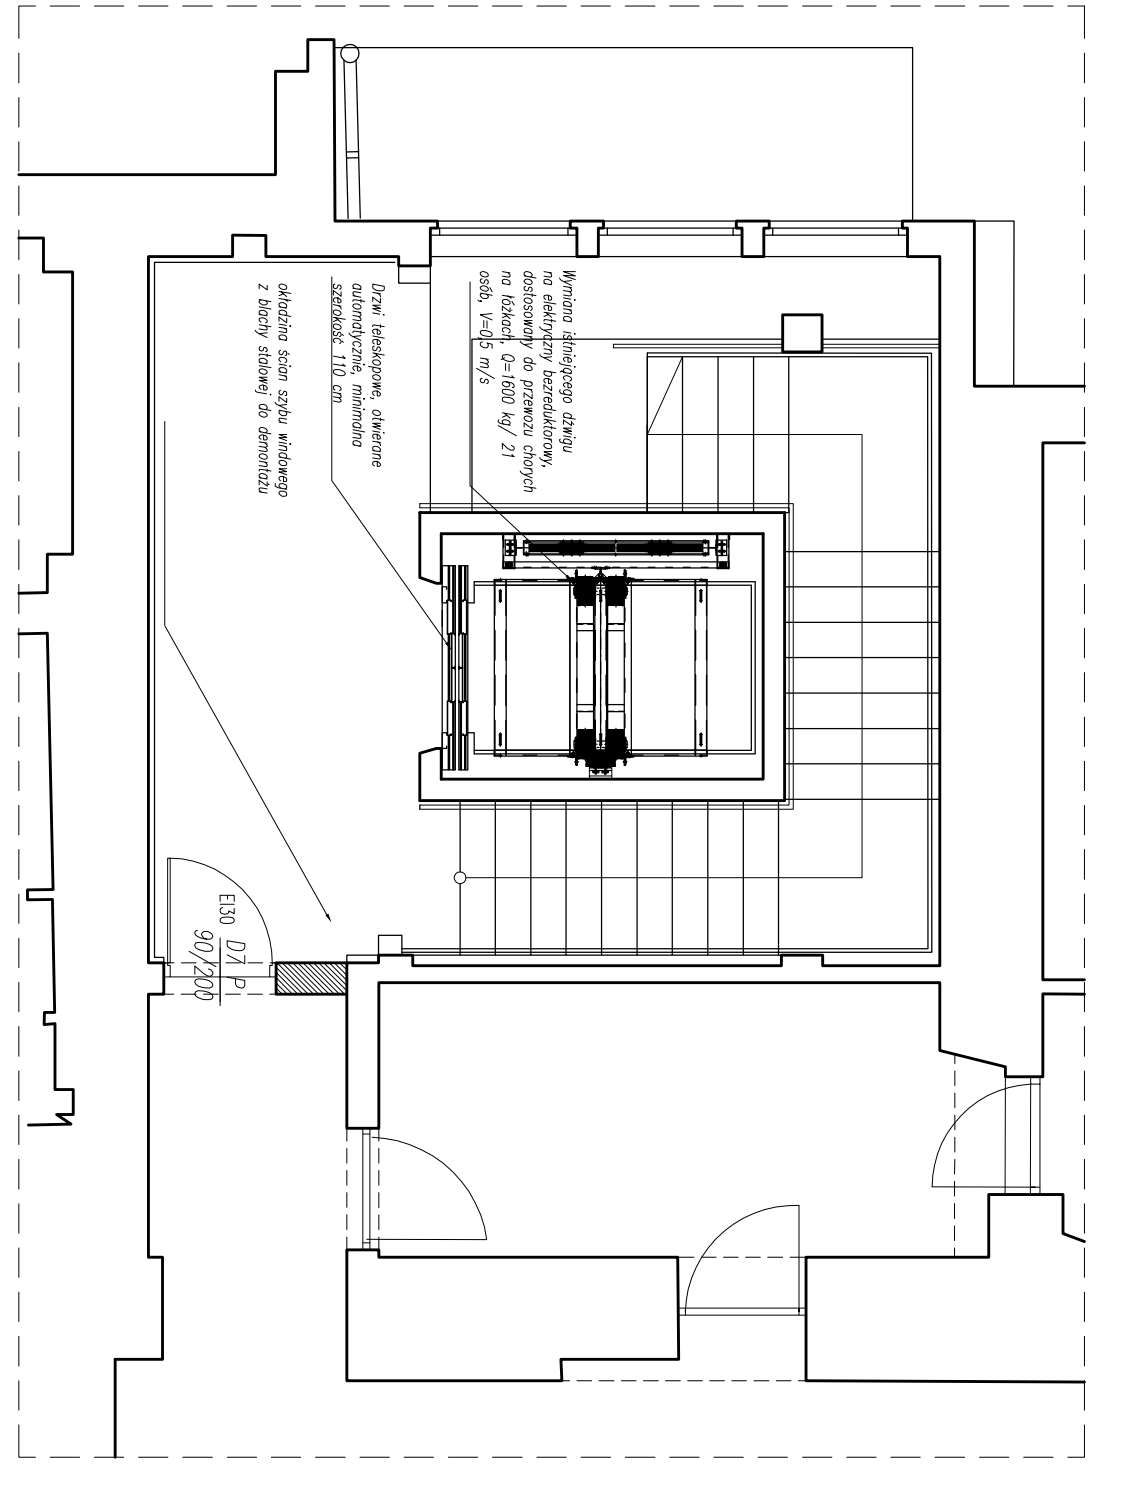 Wymiana istniejącego dźwigu
na elektryczny bezreduktorowy,
dostosowany do przewozu chorych
na łóżkach, Q=1600 kg/ 21
osób, V=0,5 m/s
Drzwi teleskopowe, otwierane
automatycznie, minimalna
szerokość 110 cm
okładzina ścian szybu windowego
z blachy stalowej do demontażu
EI30
D7 P
90/200